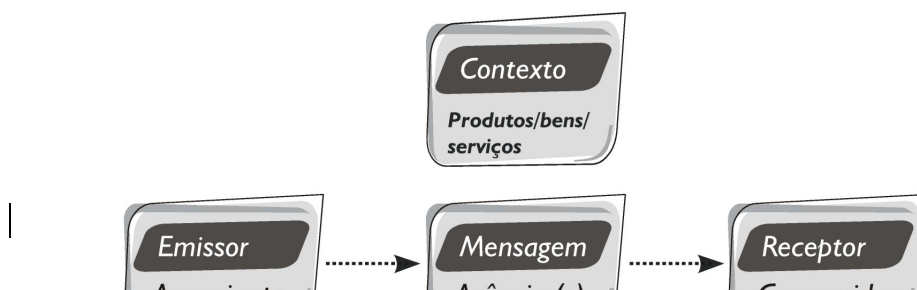 Contexto
Produtos/bens/
serviços
Emissor
Mensagem
Receptor